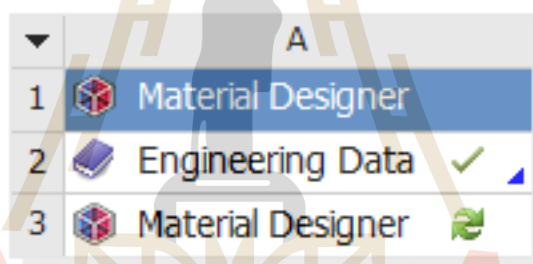 A
1 Material Designer
2 Engineering Data
3 Material Designer